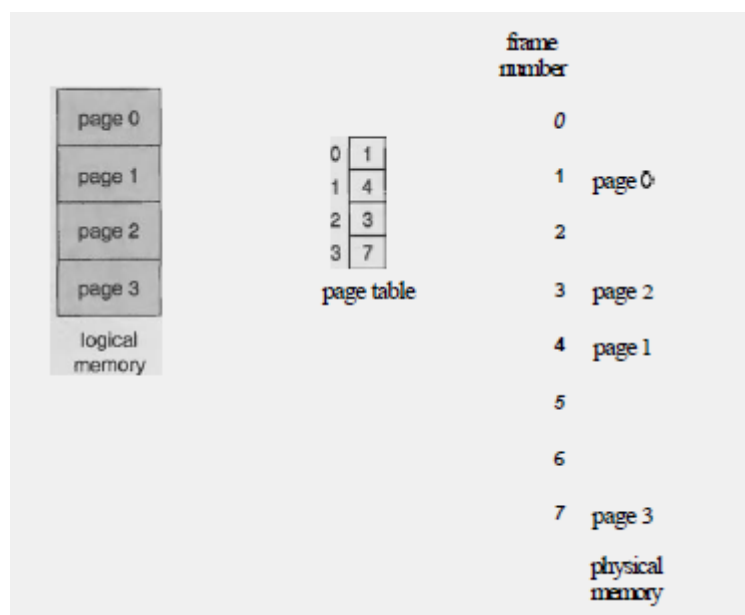 page 0
page 1
page 2
page 3
logical
memory
0 1
1 4
2 3
3 7
page table
frame
number
0
1 page 0
2
3 page 2
4 page 1
5
6
7 page 3
physical
memory